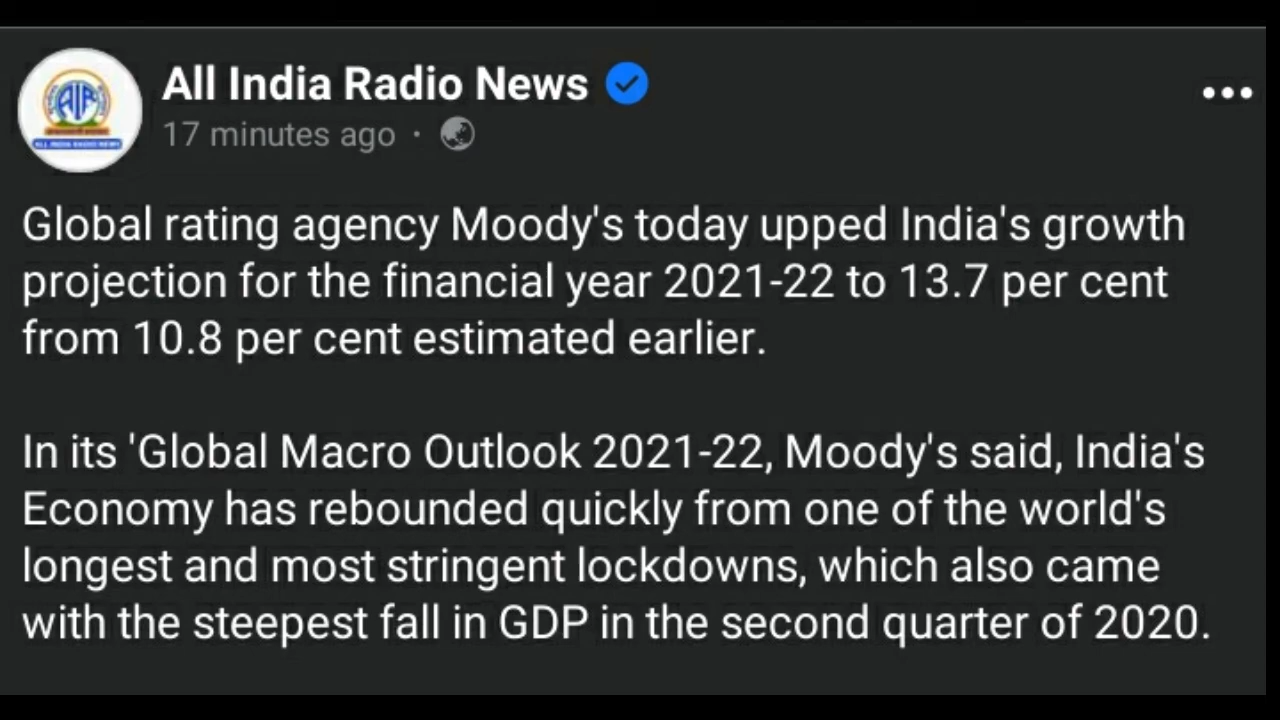 All India Radio News
17 minutes ago ·
Global rating agency Moody's today upped India's growth
projection for the financial year 2021-22 to 13.7 per cent
from 10.8 per cent estimated earlier.
In its 'Global Macro Outlook 2021-22, Moody's said, India's
Economy has rebounded quickly from one of the world's
longest and most stringent lockdowns, which also came
with the steepest fall in GDP in the second quarter of 2020.